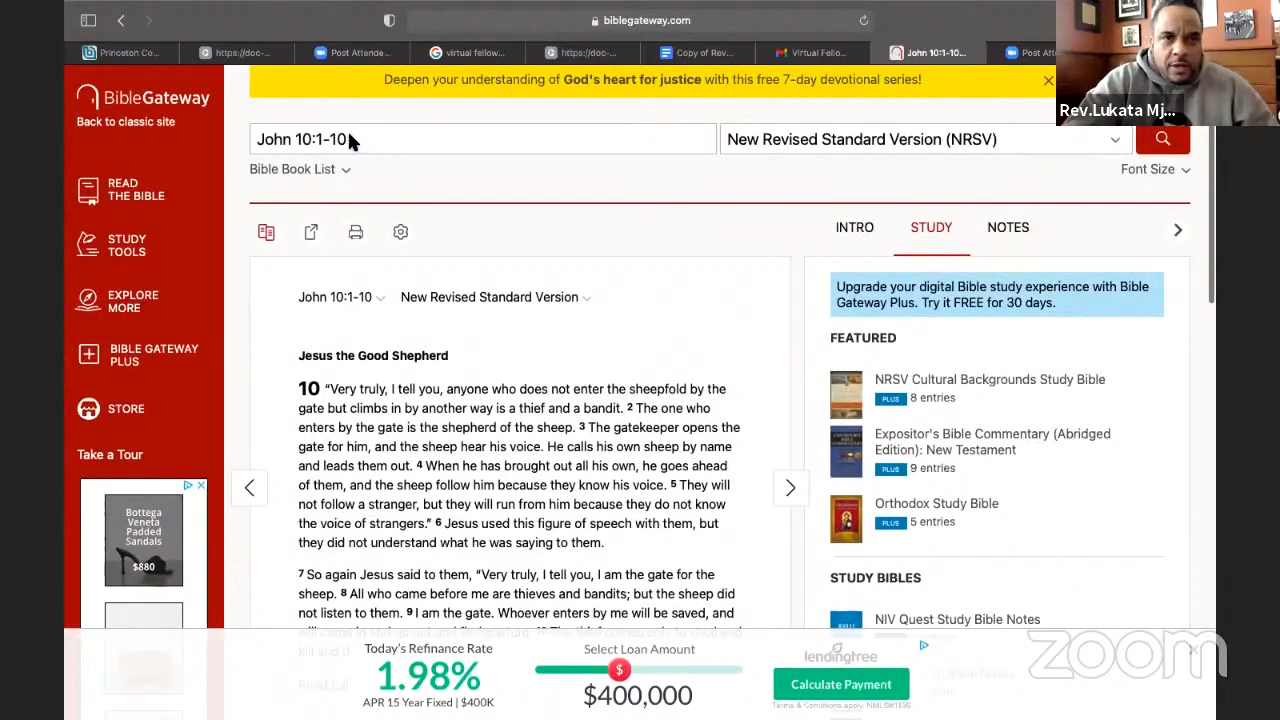 biblegateway.com
Princeton Co...
https://doc-...
Post Attende...
virtual fellow...
https://doc-...
Copy of Rev...
Virtual Fello...
John 10:1-10...
Post Att
Rev.Lukata Mj...
Deepen your understanding of God's heart for justice with this free 7-day devotional series!
BibleGateway
Back to classic site
John 10:1-10
New Revised Standard Version (NRSV)
Bible Book List
Font Size
READ
THE BIBLE
STUDY
TOOLS
EXPLORE
MORE
BIBLE GATEWAY
PLUS
STORE
Take a Tour
Bottega
Veneta
Padded
Sandals
$880
INTRO
STUDY
NOTES
John 10:1-10
New Revised Standard Version
Jesus the Good Shepherd
10 “Very truly, I tell you, anyone who does not enter the sheepfold by the
gate but climbs in by another way is a thief and a bandit. 2 The one who
enters by the gate is the shepherd of the sheep. 3 The gatekeeper opens the
gate for him, and the sheep hear his voice. He calls his own sheep by name
and leads them out. 4 When he has brought out all his own, he goes ahead
of them, and the sheep follow him because they know his voice. 5 They will
not follow a stranger, but they will run from him because they do not know
the voice of strangers.” 6 Jesus used this figure of speech with them, but
they did not understand what he was saying to them.
7 So again Jesus said to them, “Very truly, I tell you, I am the gate for the
sheep. 8 All who came before me are thieves and bandits; but the sheep did
not listen to them. 9 I am the gate. Whoever enters by me will be saved, and
Upgrade your digital Bible study experience with Bible
Gateway Plus. Try it FREE for 30 days.
FEATURED
NRSV Cultural Backgrounds Study Bible
PLUS 8 entries
Expositor's Bible Commentary (Abridged
Edition): New Testament
PLUS 9 entries
Orthodox Study Bible
PLUS 5 entries
STUDY BIBLES
NIV Quest Study Bible Notes
Today's Refinance Rate
1.98%
APR 15 Year Fixed | $400K
Select Loan Amount
$
$400,000
lendingtree
Calculate Payment
Terms & Conditions apply. NMLS#1136
zoom